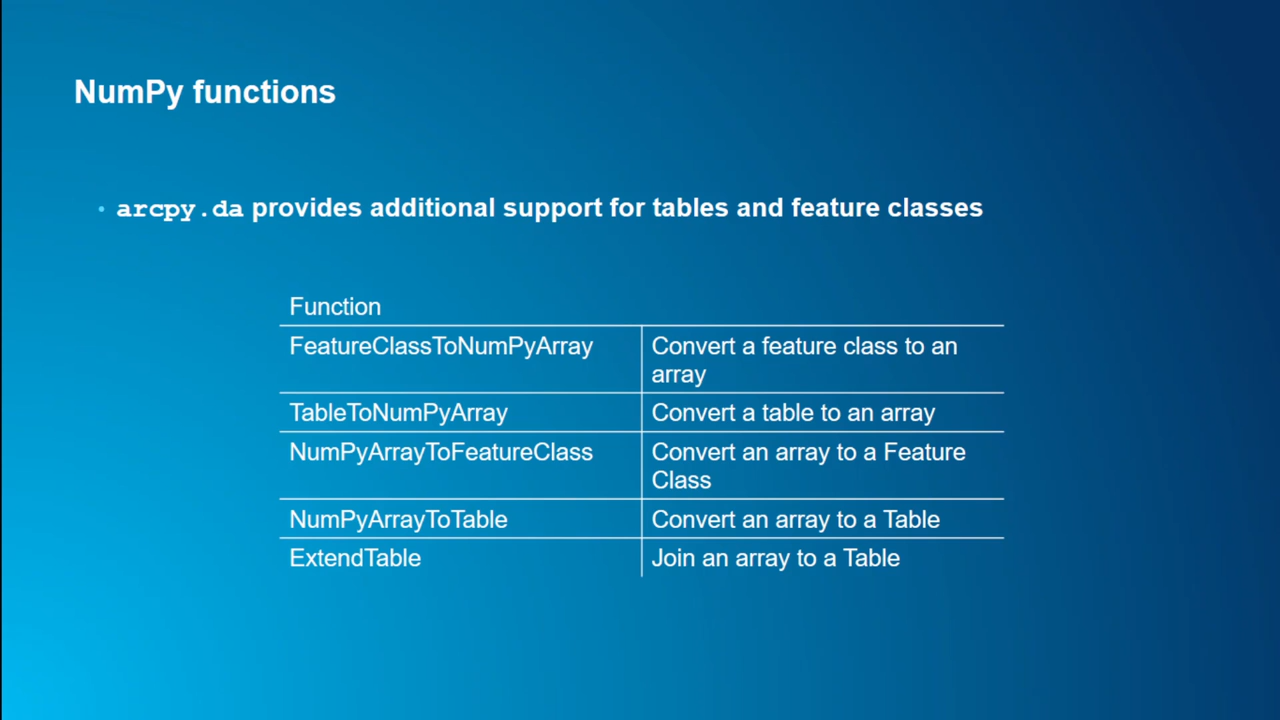 NumPy functions
• arcpy.da provides additional support for tables and feature classes
Function
FeatureClassToNumPyArray
Convert a feature class to an
array
TableToNumPyArray
Convert a table to an array
NumPyArrayToFeatureClass
Convert an array to a Feature
Class
NumPyArrayToTable
Convert an array to a Table
ExtendTable
Join an array to a Table